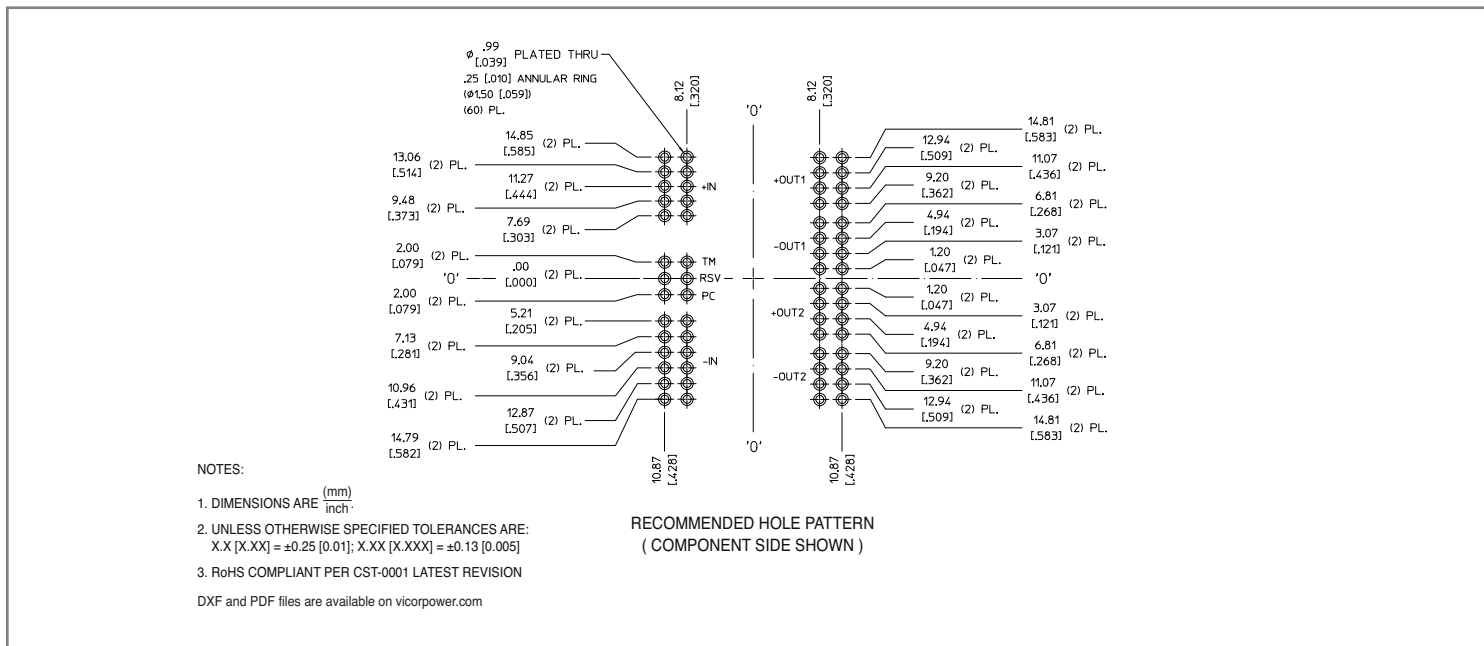 ø .99 PLATED THRU
[.039]
.25 [.010] ANNULAR RING
(ø1.50 [.059])
(60) PL.
8.12
[.320]
'0'
8.12
[.320]
14.85 (2) PL.
[.585]
13.06 (2) PL.
[.514]
11.27 (2) PL.
[.444]
+IN
9.48 (2) PL.
[.373]
7.69 (2) PL.
[.303]
2.00 (2) PL.
[.079]
TM
'0'
.00 (2) PL.
[.000]
RSV
2.00 (2) PL.
[.079]
PC
5.21 (2) PL.
[.205]
7.13 (2) PL.
[.281]
9.04 (2) PL.
[.356]
-IN
10.96 (2) PL.
[.431]
12.87 (2) PL.
[.507]
14.79 (2) PL.
[.582]
14.81 (2) PL.
[.583]
12.94 (2) PL.
[.509]
11.07 (2) PL.
[.436]
+OUT1
9.20 (2) PL.
[.362]
6.81 (2) PL.
[.268]
4.94 (2) PL.
[.194]
3.07 (2) PL.
[.121]
-OUT1
1.20 (2) PL.
[.047]
'0'
1.20 (2) PL.
[.047]
+OUT2
3.07 (2) PL.
[.121]
4.94 (2) PL.
[.194]
6.81 (2) PL.
[.268]
9.20 (2) PL.
[.362]
-OUT2
11.07 (2) PL.
[.436]
12.94 (2) PL.
[.509]
14.81 (2) PL.
[.583]
10.87
[.428]
'0'
10.87
[.428]
NOTES:
1. DIMENSIONS ARE (mm)
inch.
2. UNLESS OTHERWISE SPECIFIED TOLERANCES ARE:
X.X [X.XX] = ±0.25 [0.01]; X.XX [X.XXX] = ±0.13 [0.005]
3. RoHS COMPLIANT PER CST-0001 LATEST REVISION
DXF and PDF files are available on vicorpower.com
RECOMMENDED HOLE PATTERN
( COMPONENT SIDE SHOWN )